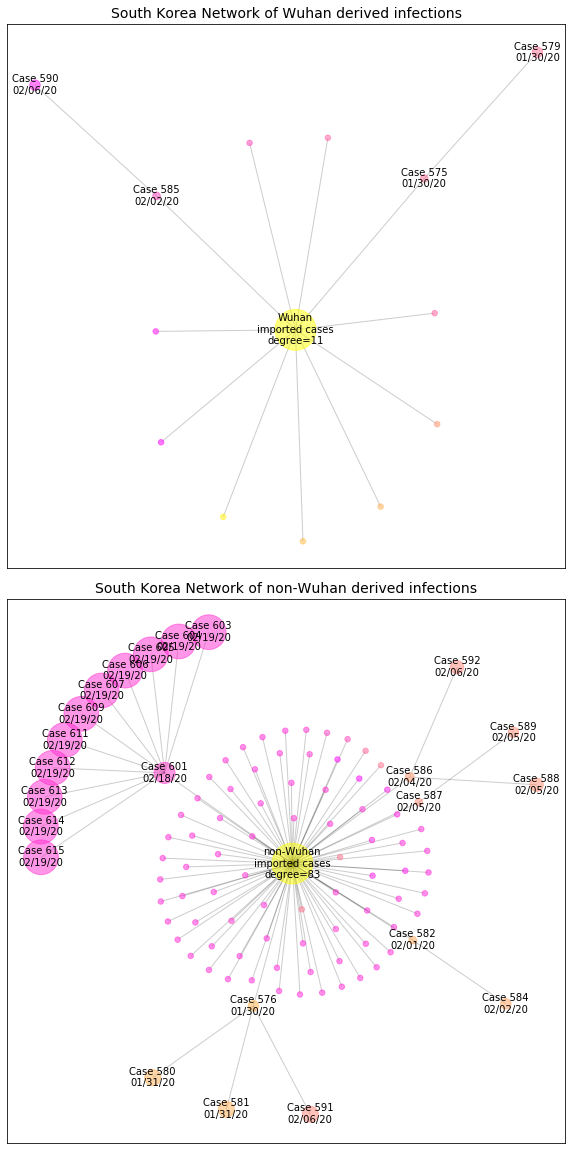 South Korea Network of Wuhan derived infections
Case 579
01/30/20
Case 590
02/06/20
Case 575
01/30/20
Case 585
02/02/20
Wuhan
imported cases
degree=11
South Korea Network of non-Wuhan derived infections
Case 603
02/19/20
Case 604
02/19/20
Case 605
02/19/20
Case 606
02/19/20
Case 607
02/19/20
Case 609
02/19/20
Case 611
02/19/20
Case 612
02/19/20
Case 613
02/19/20
Case 614
02/19/20
Case 615
02/19/20
Case 601
02/18/20
Case 592
02/06/20
Case 589
02/05/20
Case 586
02/04/20
Case 588
02/05/20
Case 587
02/05/20
non-Wuhan
imported cases
degree=83
Case 582
02/01/20
Case 584
02/02/20
Case 576
01/30/20
Case 580
01/31/20
Case 581
01/31/20
Case 591
02/06/20